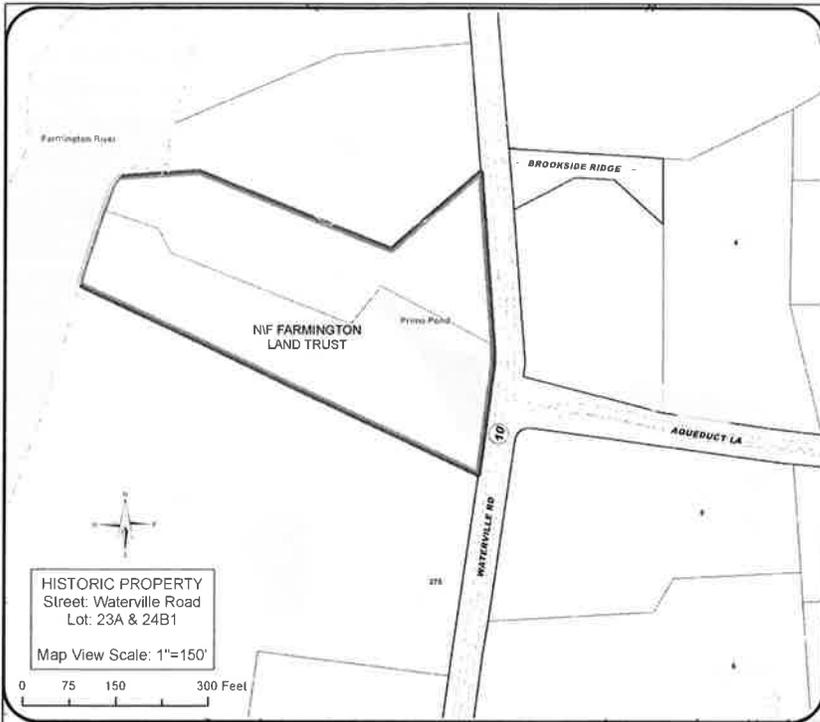 Farmington River
BROOKSIDE RIDGE
Primo Pond
N\F FARMINGTON
LAND TRUST
10
AQUEDUCT LA
WATERVILLE RD
275
N
HISTORIC PROPERTY
Street: Waterville Road
Lot: 23A & 24B1
Map View Scale: 1"=150'
0 75 150 300 Feet